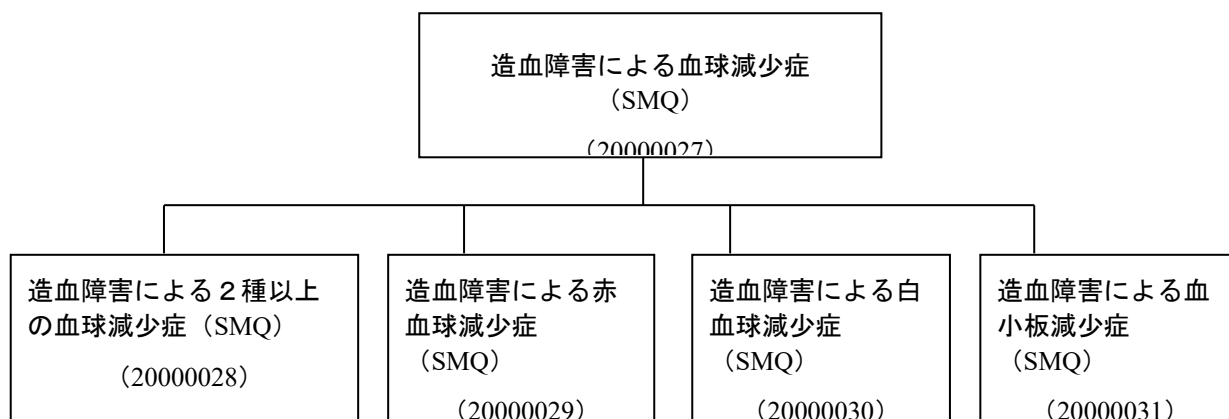 造血障害による血球減少症
（SMQ）
（20000027）
造血障害による２種以上
の血球減少症（SMQ）
（20000028）
造血障害による赤
血球減少症
（SMQ）
（20000029）
造血障害による白
血球減少症
（SMQ）
（20000030）
造血障害による血
小板減少症
（SMQ）
（20000031）